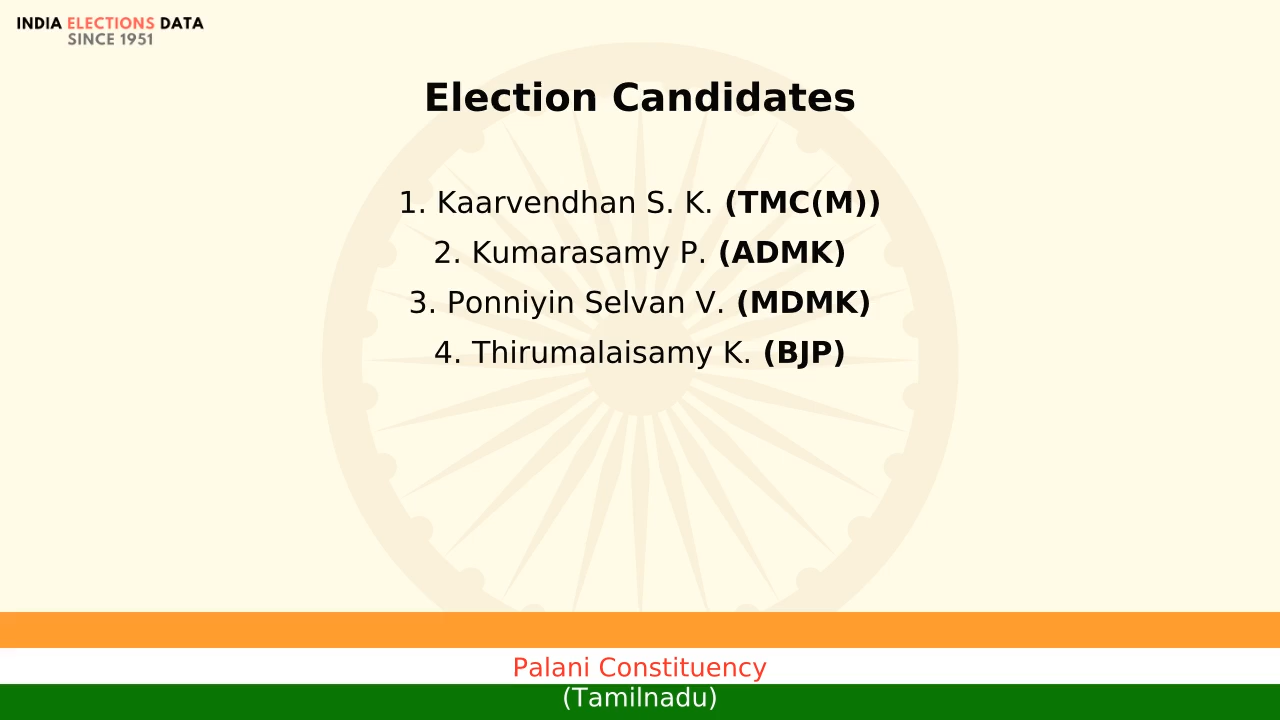 INDIA ELECTIONS DATA
SINCE 1951
Election Candidates
1. Kaarvendhan S. K. (TMC(M))
2. Kumarasamy P. (ADMK)
3. Ponniyin Selvan V. (MDMK)
4. Thirumalaisamy K. (BJP)
Palani Constituency
(Tamilnadu)